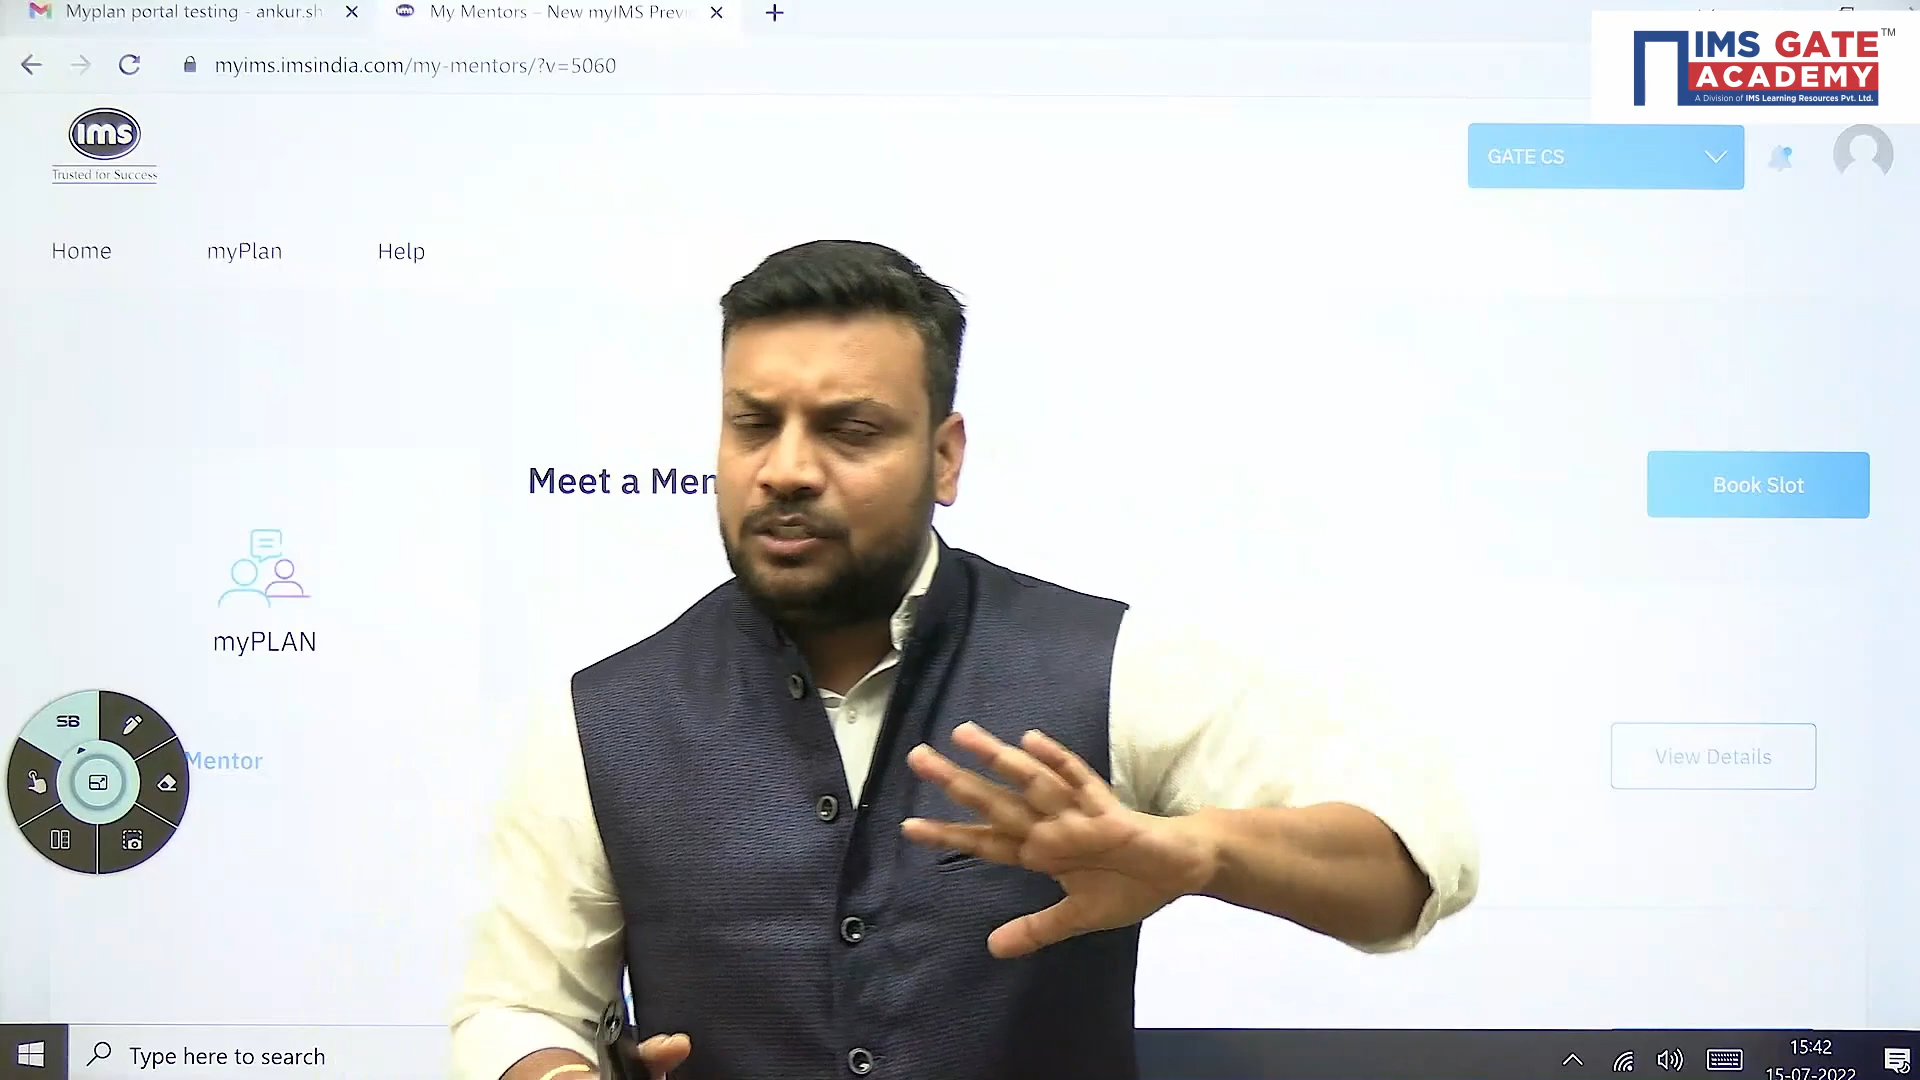 Myplan portal testing - ankur.sh
My Mentors – New myIMS Previ
myims.imsindia.com/my-mentors/?v=5060
IMS GATE
ACADEMY
TM
A Division of IMS Learning Resources Pvt. Ltd.
ims
Trusted for Success
GATE CS
Home
myPlan
Help
Meet a Men
Book Slot
myPLAN
SB
Mentor
View Details
Type here to search
15:42
15-07-2022